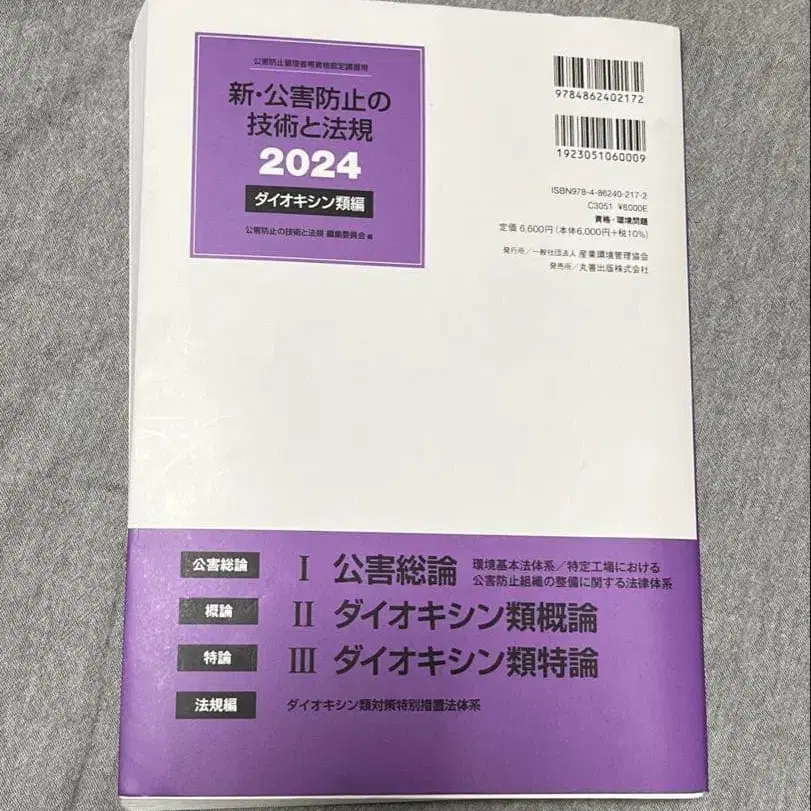 公害防止管理者等資格認定講習用
新・公害防止の
技術と法規
2024
ダイオキシン類編
公害防止の技術と法規 編集委員会 編
9784862402172
1923051060009
ISBN978-4-86240-217-2
C3051 ¥6000E
資格・環境問題
定価 6,600円(本体6,000円+税10%)
発行所/一般社団法人 産業環境管理協会
発売所/丸善出版株式会社
公害総論 I 公害総論 環境基本法体系/特定工場における
公害防止組織の整備に関する法律体系
概論 II ダイオキシン類概論
特論 III ダイオキシン類特論
法規編 ダイオキシン類対策特別措置法体系